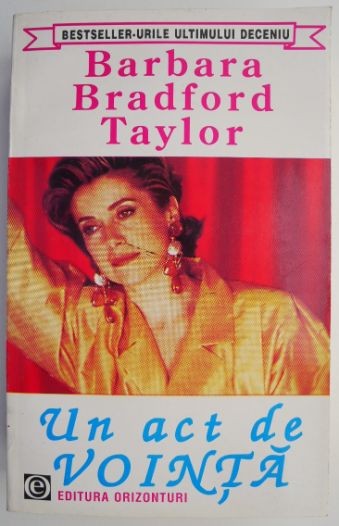 BESTSELLER-URILE ULTIMULUI DECENIU
Barbara
Bradford
Taylor
Un act de
VOINȚĂ
e EDITURA ORIZONTURI